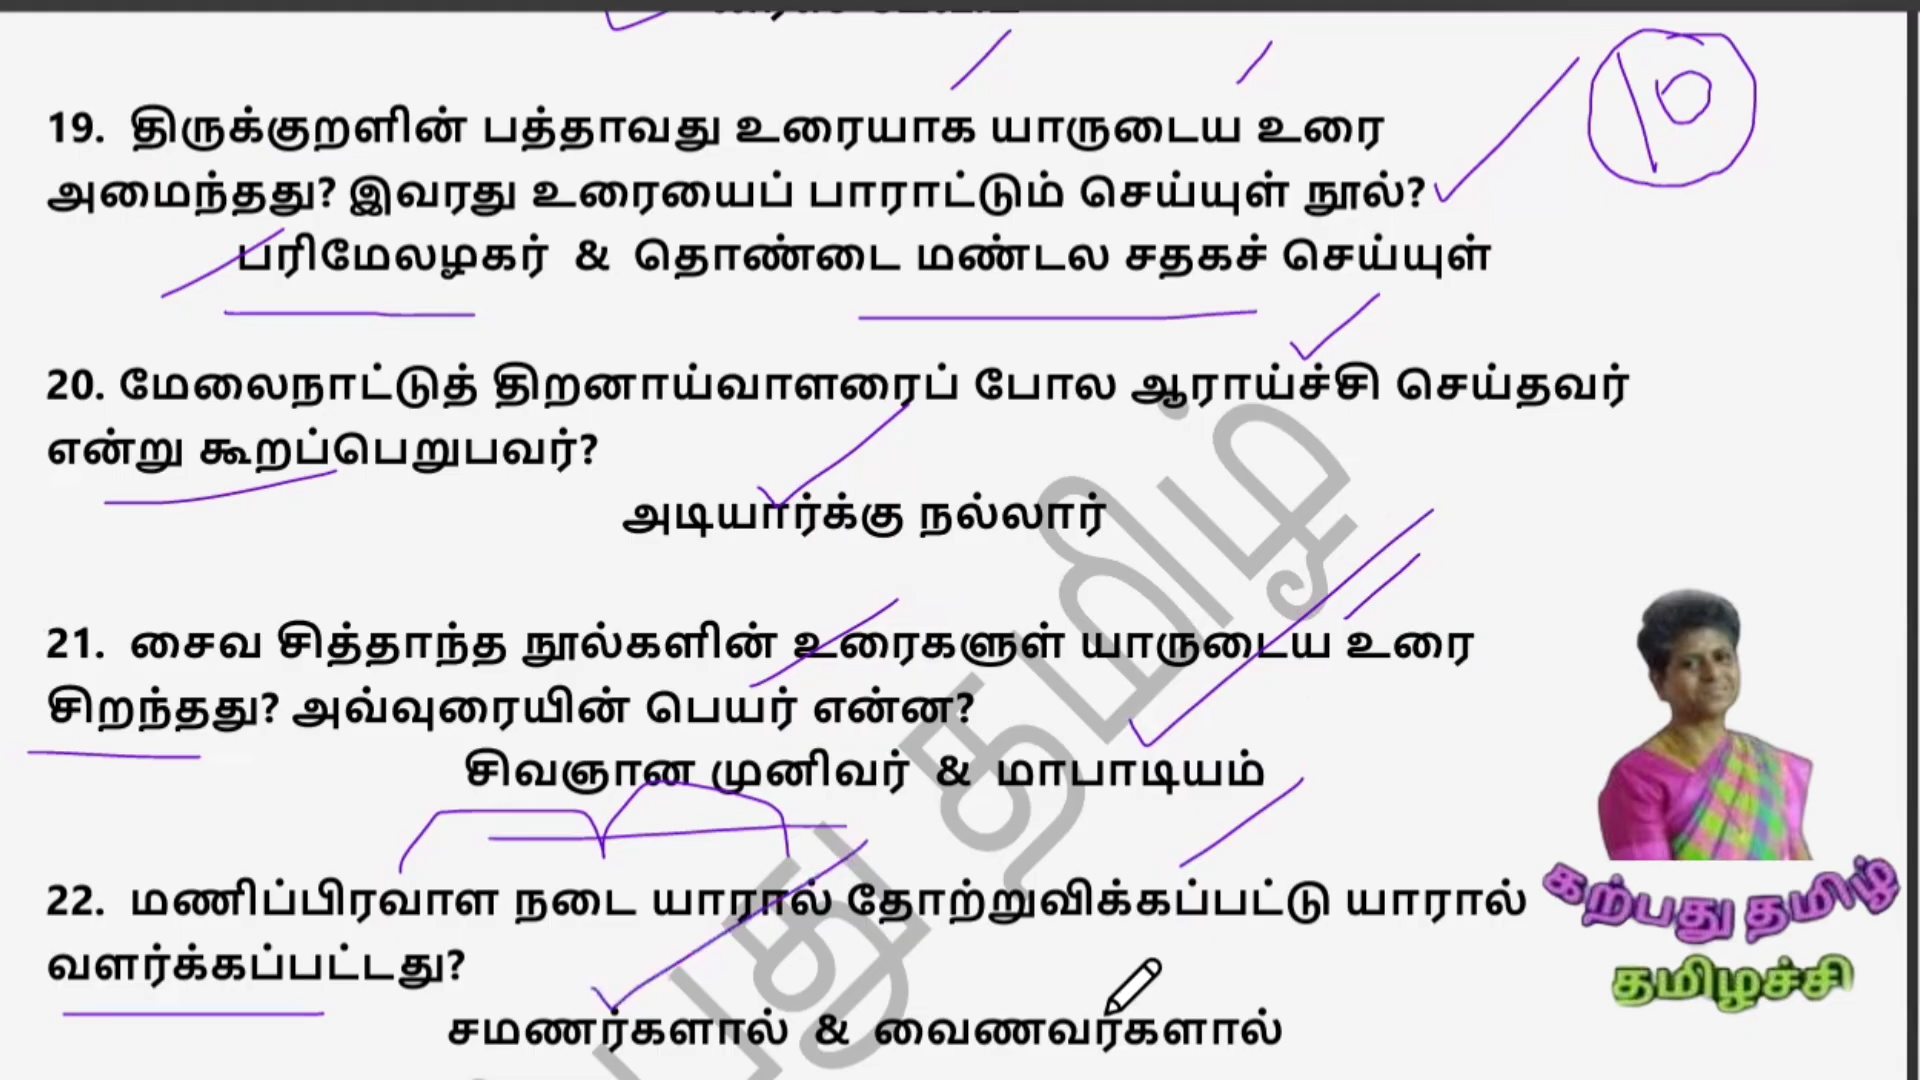 19. திருக்குறளின் பத்தாவது உரையாக யாருடைய உரை
அமைந்தது? இவரது உரையைப் பாராட்டும் செய்யுள் நூல்?
பரிமேலழகர் & தொண்டை மண்டல சதகச் செய்யுள்
10
20. மேலைநாட்டுத் திறனாய்வாளரைப் போல ஆராய்ச்சி செய்தவர்
என்று கூறப்பெறுபவர்?
அடியார்க்கு நல்லார்
21. சைவ சித்தாந்த நூல்களின் உரைகளுள் யாருடைய உரை
சிறந்தது? அவ்வுரையின் பெயர் என்ன?
சிவஞான முனிவர் & மாபாடியம்
22. மணிப்பிரவாள நடை யாரால் தோற்றுவிக்கப்பட்டு யாரால்
வளர்க்கப்பட்டது?
சமணர்களால் & வைணவர்களால்
கற்பது தமிழ்
தமிழச்சி